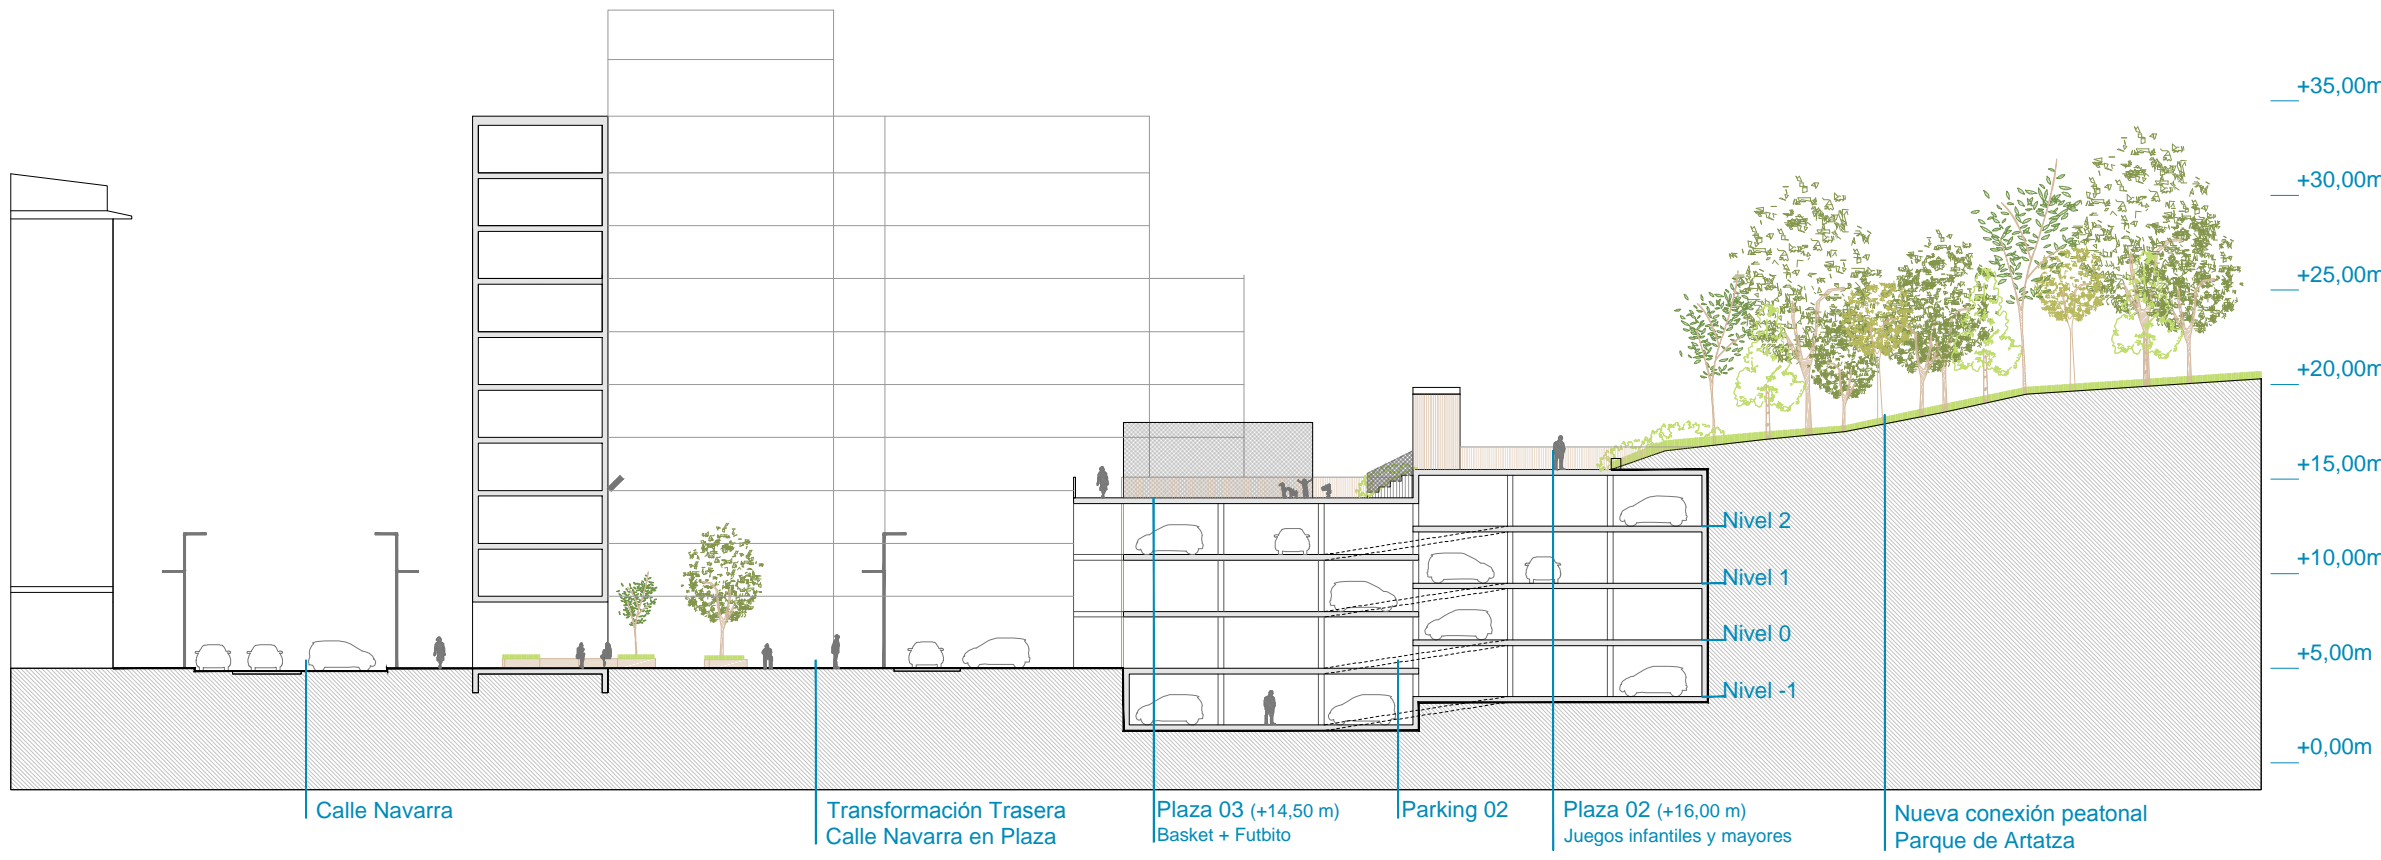 +35,00m
+30,00m
+25,00m
+20,00m
+15,00m
+10,00m
+5,00m
+0,00m
Nivel 2
Nivel 1
Nivel 0
Nivel -1
Calle Navarra
Transformación Trasera
Calle Navarra en Plaza
Plaza 03 (+14,50 m)
Basket + Futbito
Parking 02
Plaza 02 (+16,00 m)
Juegos infantiles y mayores
Nueva conexión peatonal
Parque de Artatza